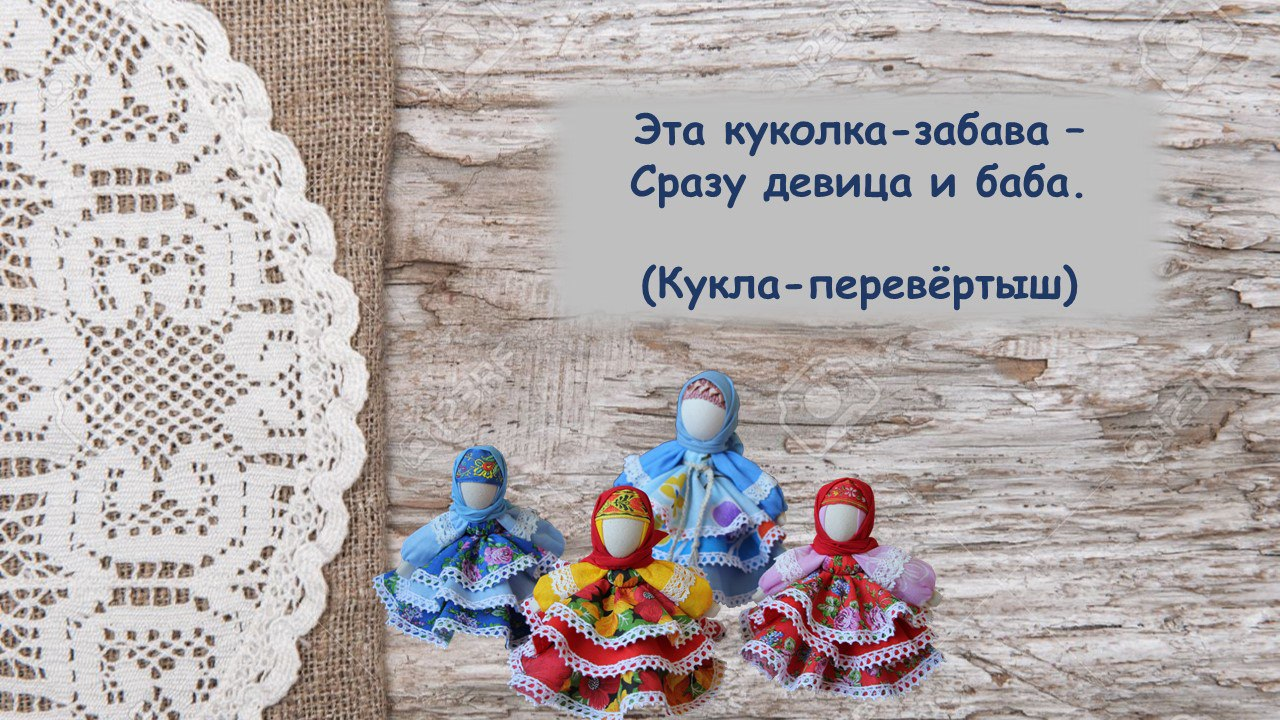 Эта куколка-забава –
Сразу девица и баба.
(Кукла-перевёртыш)